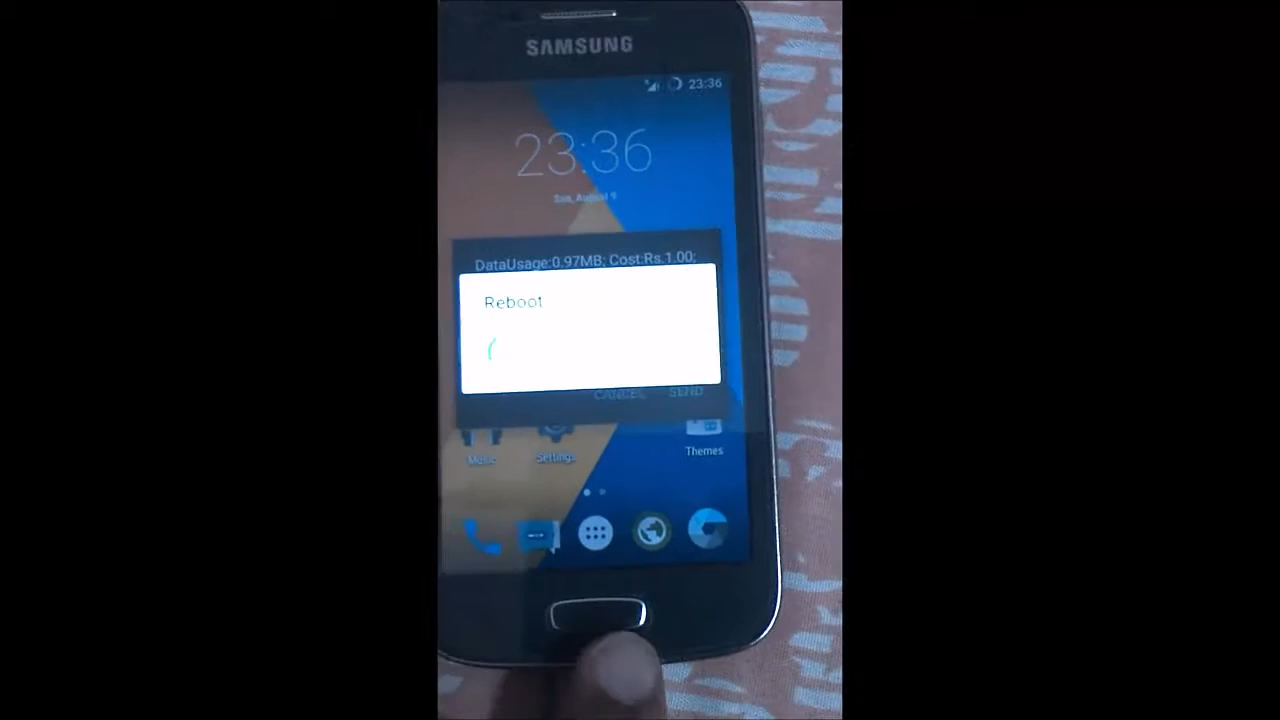 SAMSUNG
23:36
23:36
Sun, August 9
DataUsage:0.97MB; Cost:Rs.1.00;
Reboot
CANCEL SEND
Music Settings Themes